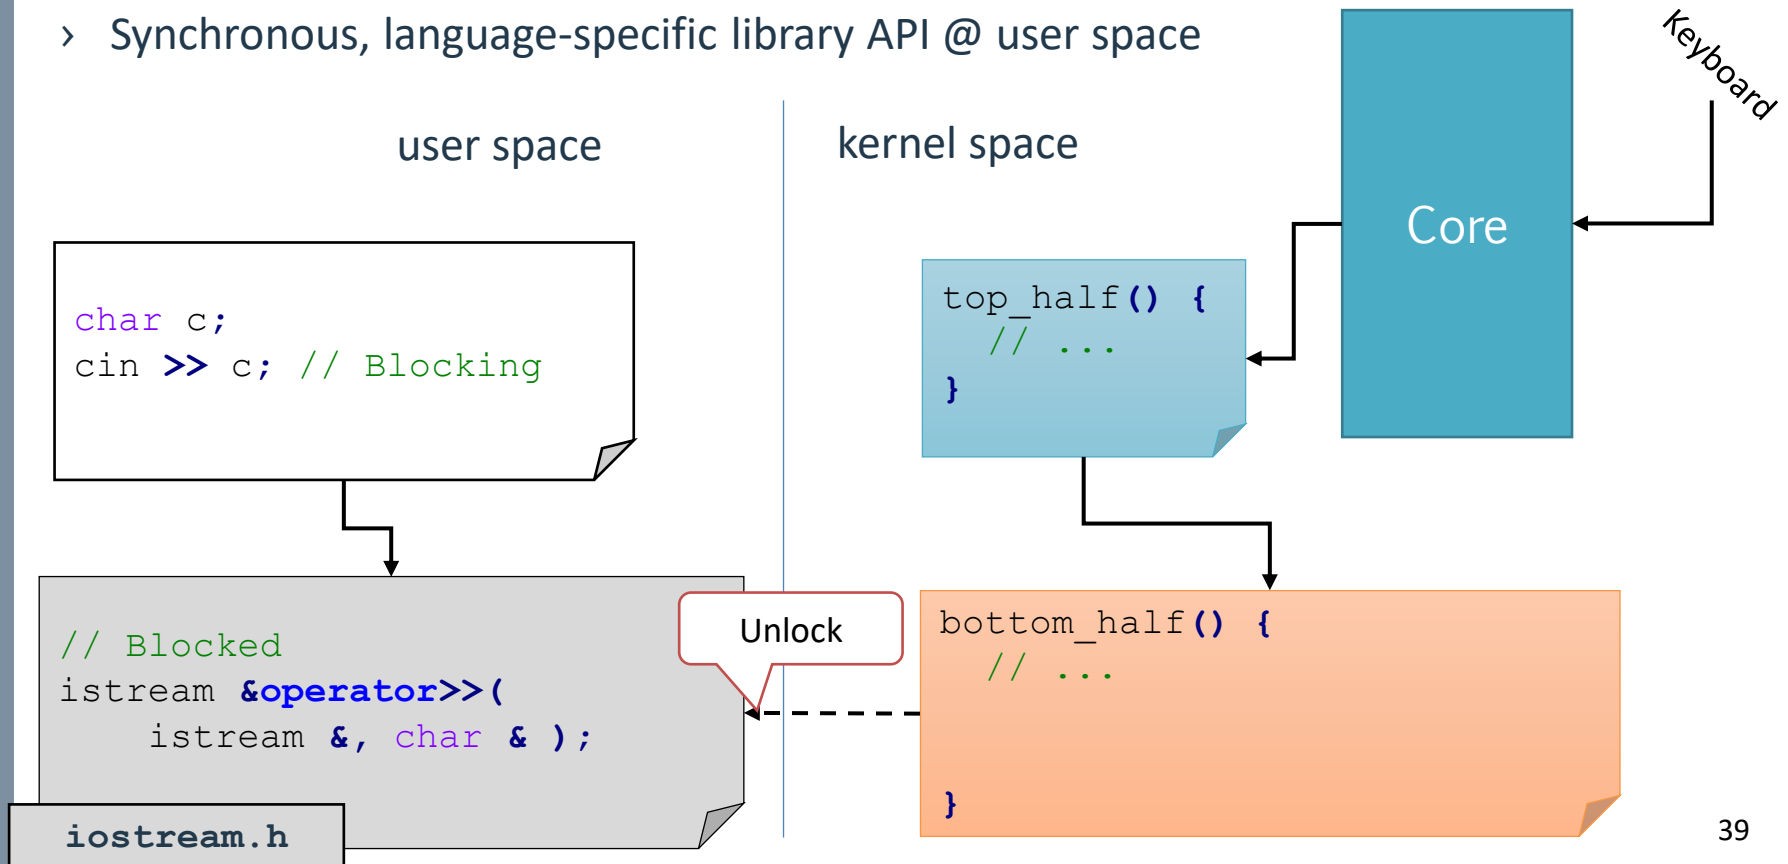 › Synchronous, language-specific library API @ user space
Keyboard
user space
kernel space
Core
char c;
cin >> c; // Blocking
top_half() {
// ...
}
// Blocked
istream &operator>>(
istream &, char & );
Unlock
bottom_half() {
// ...
}
iostream.h
39